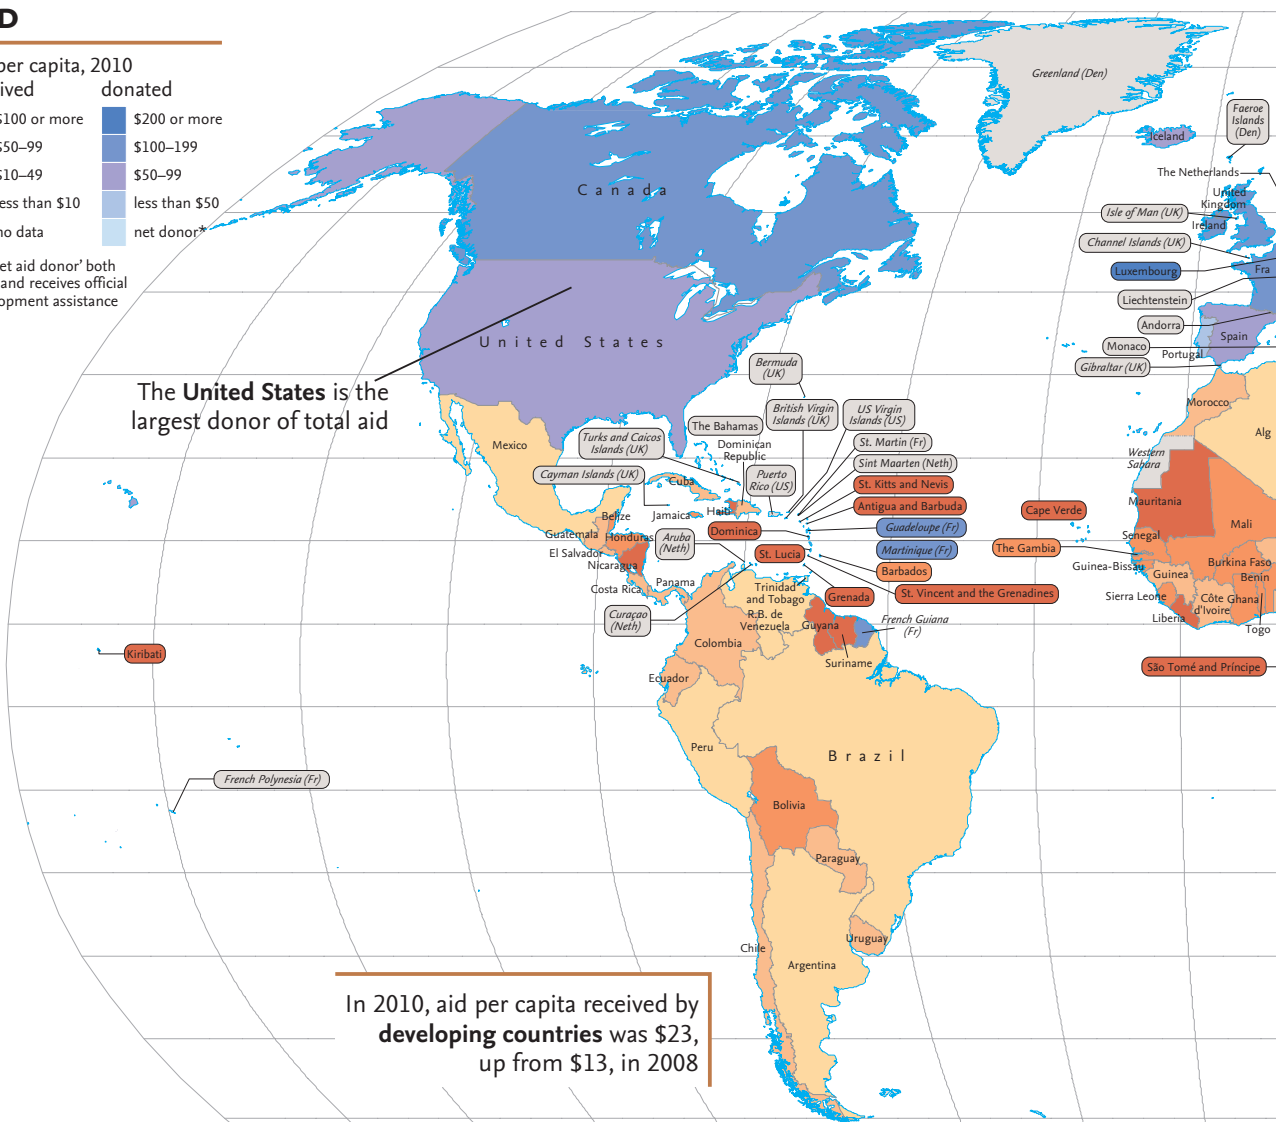 D
per capita, 2010
ived
donated
$100 or more
$200 or more
$50–99
$100–199
$10–49
$50–99
ess than $10
less than $50
no data
net donor*
et aid donor’ both
and receives official
opment assistance
Greenland (Den)
Faeroe
Islands
(Den)
Iceland
Canada
The Netherlands
United
Kingdom
Isle of Man (UK)
Ireland
Channel Islands (UK)
Luxembourg
Fra
Liechtenstein
Andorra
Spain
Monaco
Portugal
Gibraltar (UK)
United States
The United States is the
largest donor of total aid
Bermuda
(UK)
British Virgin
Islands (UK)
US Virgin
Islands (US)
The Bahamas
Turks and Caicos
Islands (UK)
Dominican
Republic
St. Martin (Fr)
Sint Maarten (Neth)
Cayman Islands (UK)
Puerto
Rico (US)
St. Kitts and Nevis
Antigua and Barbuda
Mexico
Cuba
Haiti
Jamaica
Belize
Guadeloupe (Fr)
Dominica
Guatemala
Honduras
Aruba
(Neth)
Martinique (Fr)
El Salvador
St. Lucia
Nicaragua
Barbados
Costa Rica
Panama
Trinidad
and Tobago
Grenada
St. Vincent and the Grenadines
Curaçao
(Neth)
R.B. de
Venezuela
Guyana
French Guiana
(Fr)
Colombia
Suriname
Ecuador
Morocco
Alg
Western
Sahara
Mauritania
Cape Verde
Mali
Senegal
The Gambia
Guinea-Bissau
Guinea
Burkina Faso
Benin
Sierra Leone
Côte
d’Ivoire
Ghana
Liberia
Togo
São Tomé and Príncipe
Kiribati
Peru
Brazil
French Polynesia (Fr)
Bolivia
Paraguay
Chile
Uruguay
Argentina
In 2010, aid per capita received by
developing countries was $23,
up from $13, in 2008